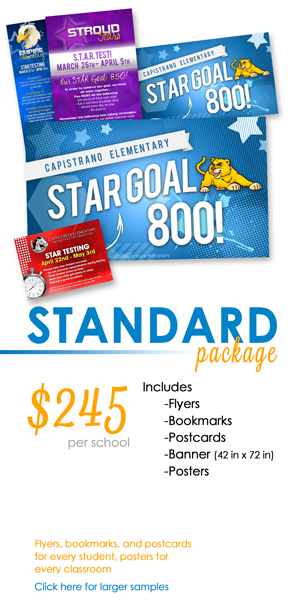 EMPIRE
STAR TESTING
STROUD
Stars
S.T.A.R. TEST!
MARCH 26TH - APRIL 5TH
Our STAR Goal: 850!
CAPISTRANO ELEMENTARY
STAR GOAL
800!
CAPISTRANO ELEMENTARY
STAR GOAL
800!
STAR TESTING
April 22nd - May 3rd
STANDARD
package
$245
per school
Includes
-Flyers
-Bookmarks
-Postcards
-Banner (42 in x 72 in)
-Posters
Flyers, bookmarks, and postcards
for every student, posters for
every classroom
Click here for larger samples